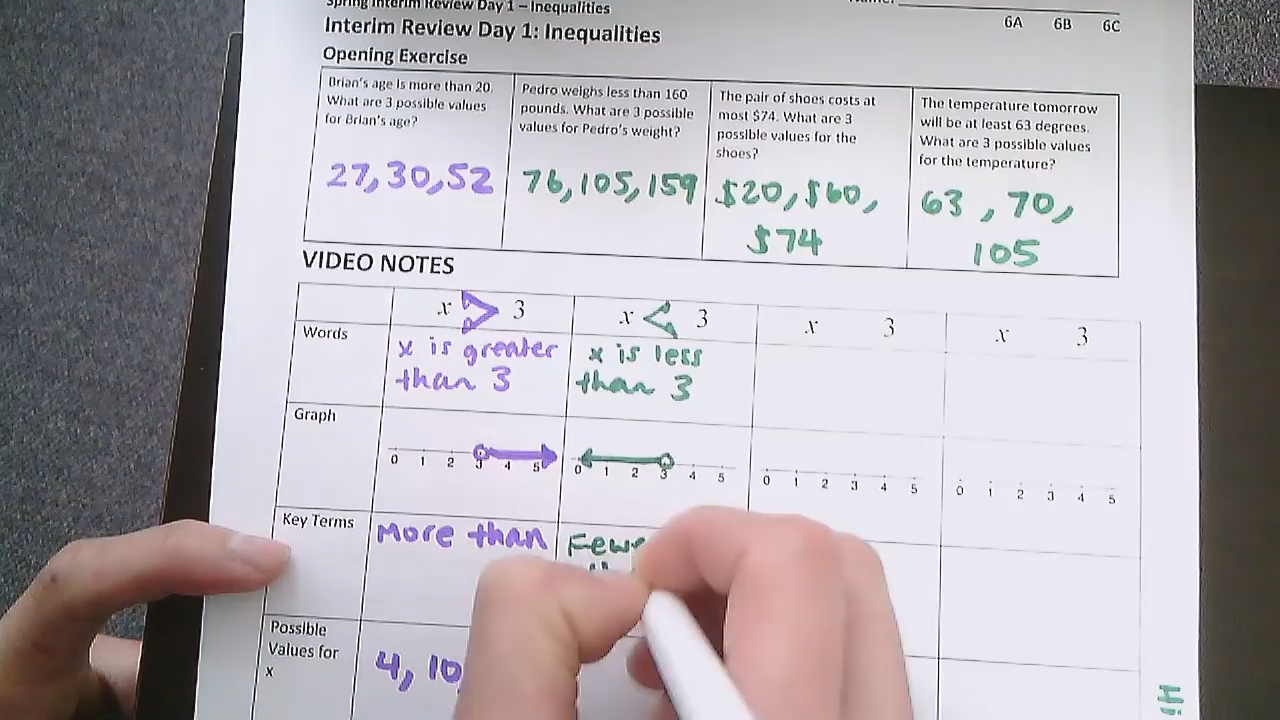 Spring Interim Review Day 1 – Inequalities
6A 6B 6C
Interim Review Day 1: Inequalities
Opening Exercise
Brian's age is more than 20.
What are 3 possible values
for Brian's age?
27, 30, 52
Pedro weighs less than 160
pounds. What are 3 possible
values for Pedro's weight?
76, 105, 159
The pair of shoes costs at
most $74. What are 3
possible values for the
shoes?
$20, $60,
$74
The temperature tomorrow
will be at least 63 degrees.
What are 3 possible values
for the temperature?
63, 70,
105
VIDEO NOTES
x > 3
x < 3
x 3
x 3
Words
x is greater
than 3
x is less
than 3
Graph
0 1 2 3 4 5
0 1 2 3 4 5
0 1 2 3 4 5
0 1 2 3 4 5
Key Terms
More than
Possible
Values for
x
4, 10,